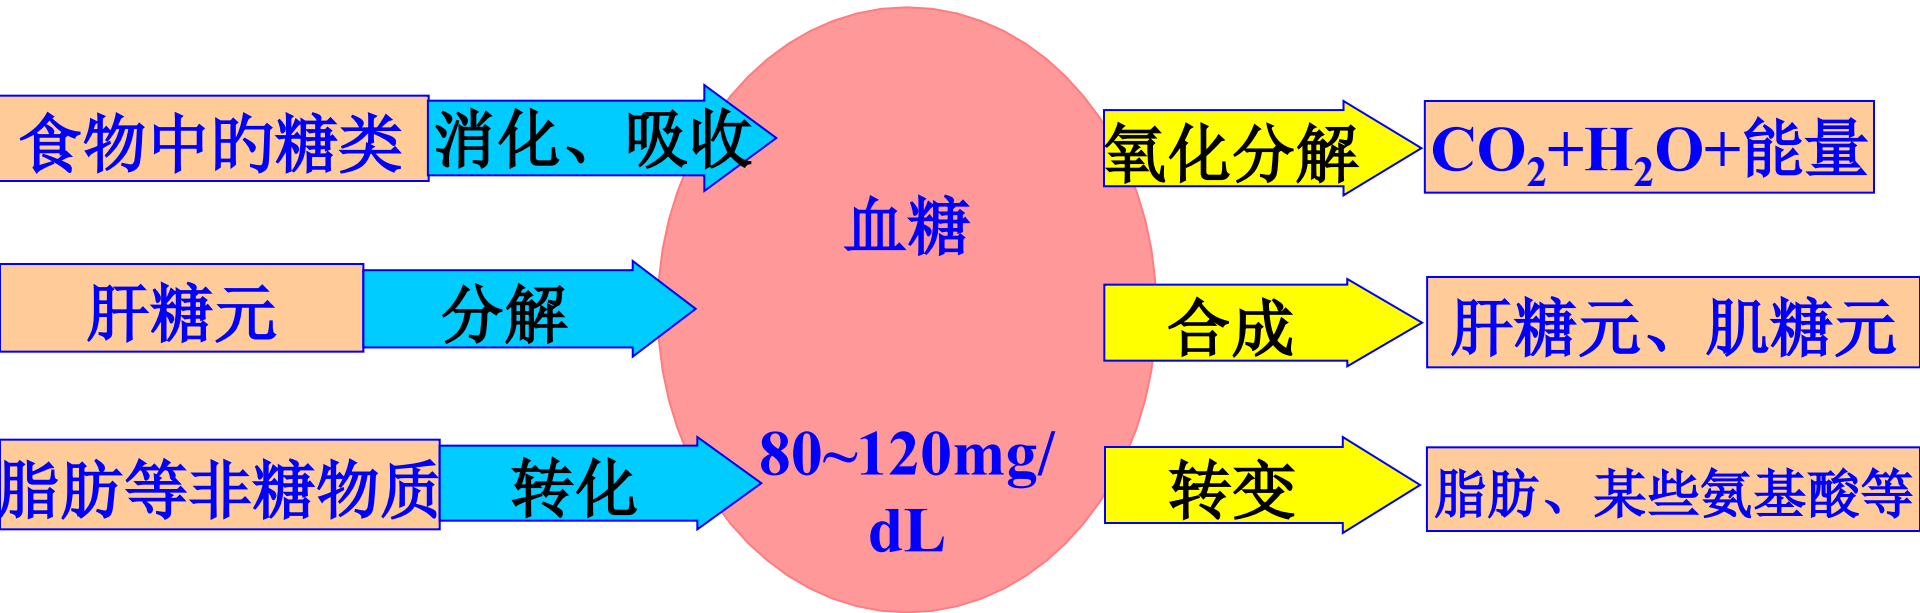 食物中的糖类
消化、吸收
氧化分解
CO₂+H₂O+能量
血糖
肝糖元
分解
合成
肝糖元、肌糖元
脂肪等非糖物质
转化
80~120mg/
dL
转变
脂肪、某些氨基酸等